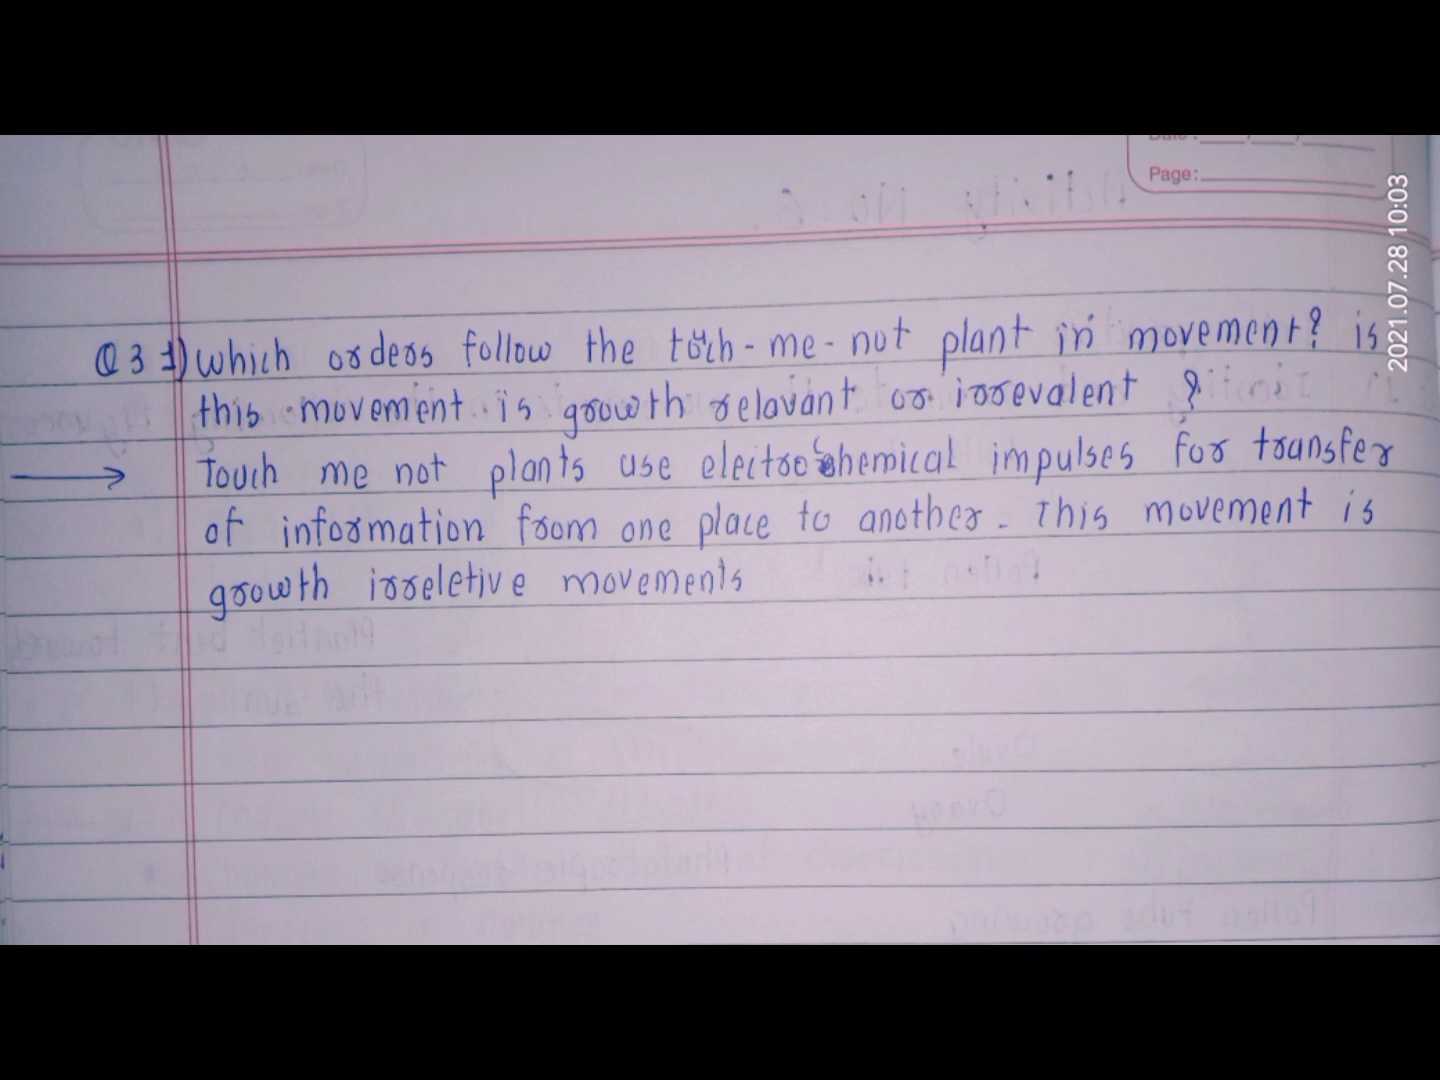 Page:
2021.07.28 10:03
Q 3 1) Which orders follow the touch-me-not plant in movement? is
this movement is growth relavant or irrevalent ?
→ Touch me not plants use electrochemical impulses for transfer
of information from one place to another. This movement is
growth irreletive movements